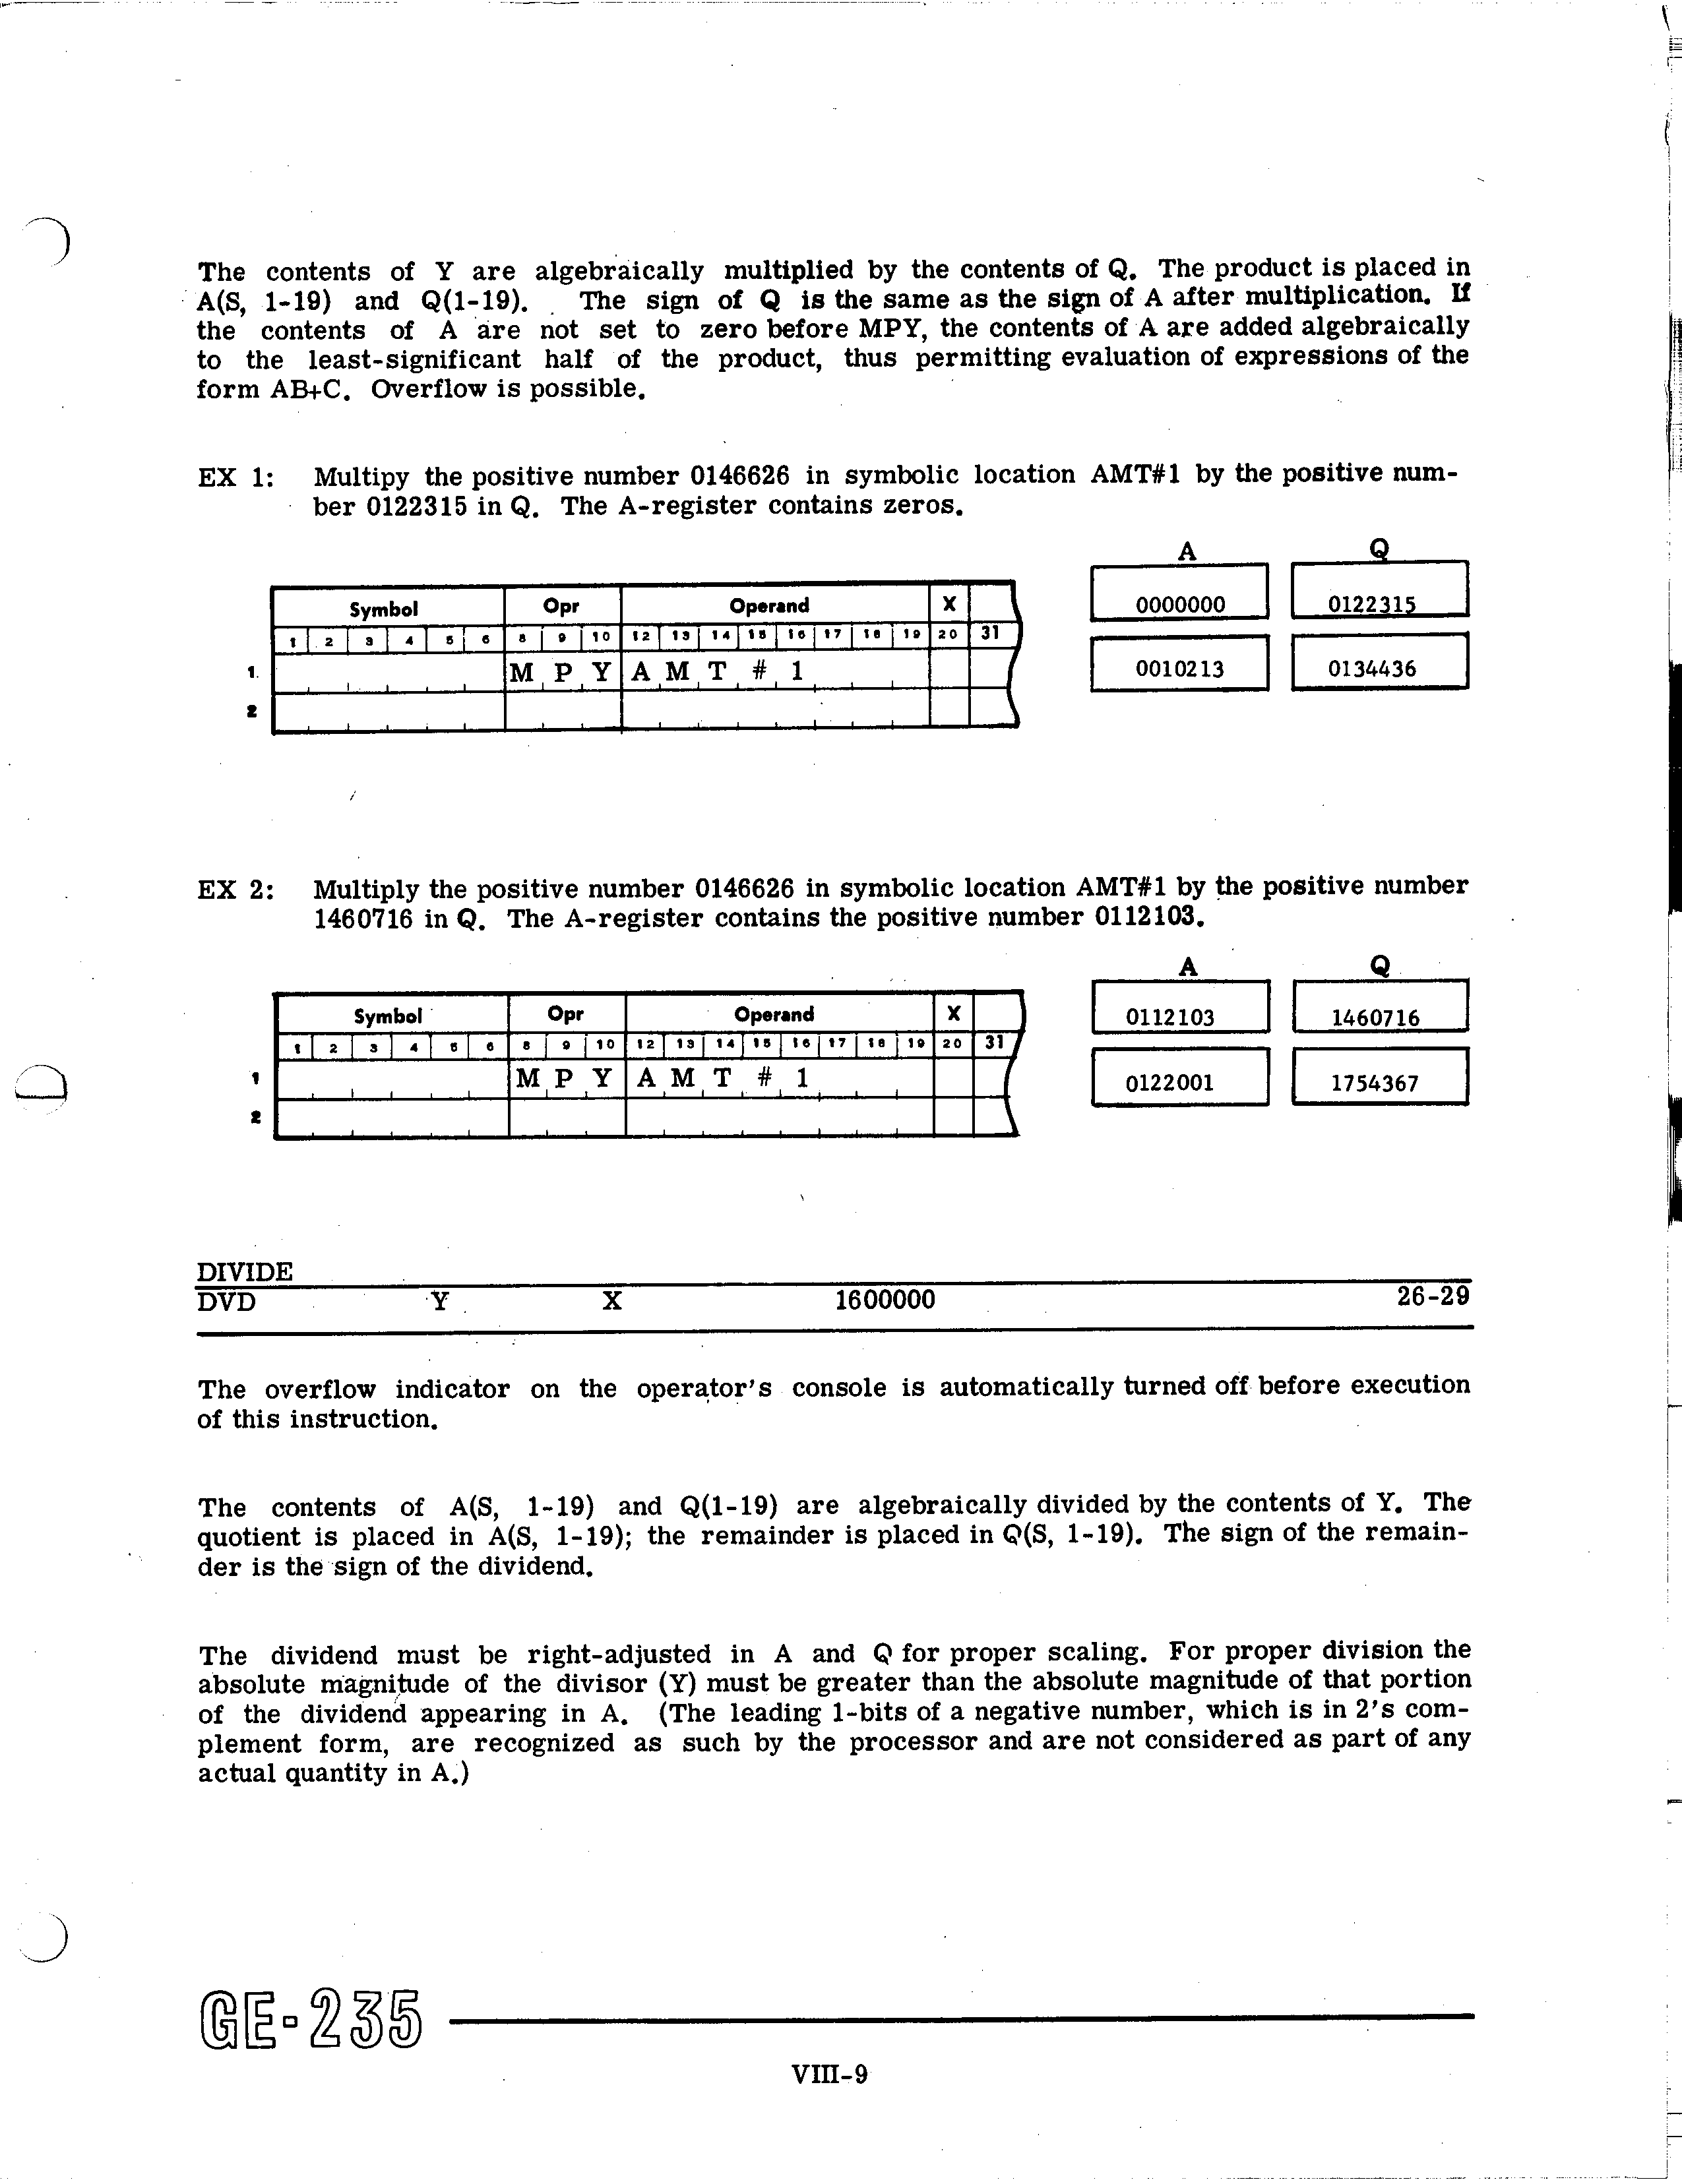 The contents of Y are algebraically multiplied by the contents of Q. The product is placed in
A(S, 1-19) and Q(1-19). The sign of Q is the same as the sign of A after multiplication. If
the contents of A are not set to zero before MPY, the contents of A are added algebraically
to the least-significant half of the product, thus permitting evaluation of expressions of the
form AB+C. Overflow is possible.
EX 1: Multipy the positive number 0146626 in symbolic location AMT#1 by the positive num-
ber 0122315 in Q. The A-register contains zeros.
A Q
Symbol Opr Operand X 0000000 0122315
1 2 3 4 5 6 8 9 10 12 13 14 15 16 17 18 19 20 31
1. MPY AMT#1 0010213 0134436
2
EX 2: Multiply the positive number 0146626 in symbolic location AMT#1 by the positive number
1460716 in Q. The A-register contains the positive number 0112103.
A Q
Symbol Opr Operand X 0112103 1460716
1 2 3 4 5 6 8 9 10 12 13 14 15 16 17 18 19 20 31
1 MPY AMT#1 0122001 1754367
2
DIVIDE
DVD Y X 1600000 26-29
The overflow indicator on the operator's console is automatically turned off before execution
of this instruction.
The contents of A(S, 1-19) and Q(1-19) are algebraically divided by the contents of Y. The
quotient is placed in A(S, 1-19); the remainder is placed in Q(S, 1-19). The sign of the remain-
der is the sign of the dividend.
The dividend must be right-adjusted in A and Q for proper scaling. For proper division the
absolute magnitude of the divisor (Y) must be greater than the absolute magnitude of that portion
of the dividend appearing in A. (The leading 1-bits of a negative number, which is in 2's com-
plement form, are recognized as such by the processor and are not considered as part of any
actual quantity in A.)
GE-235
VIII-9